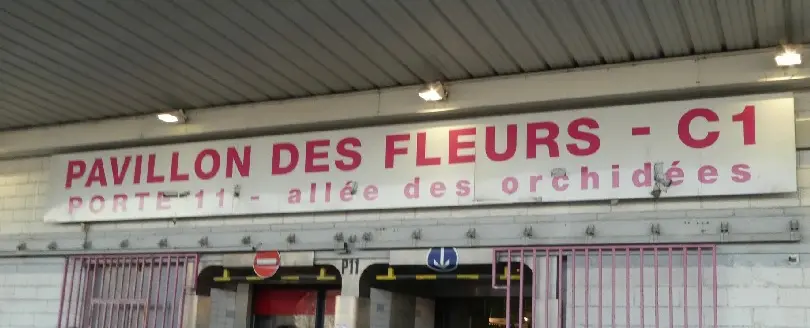 PAVILLON DES FLEURS - C1
PORTE 11 - allée des orchidées
P11